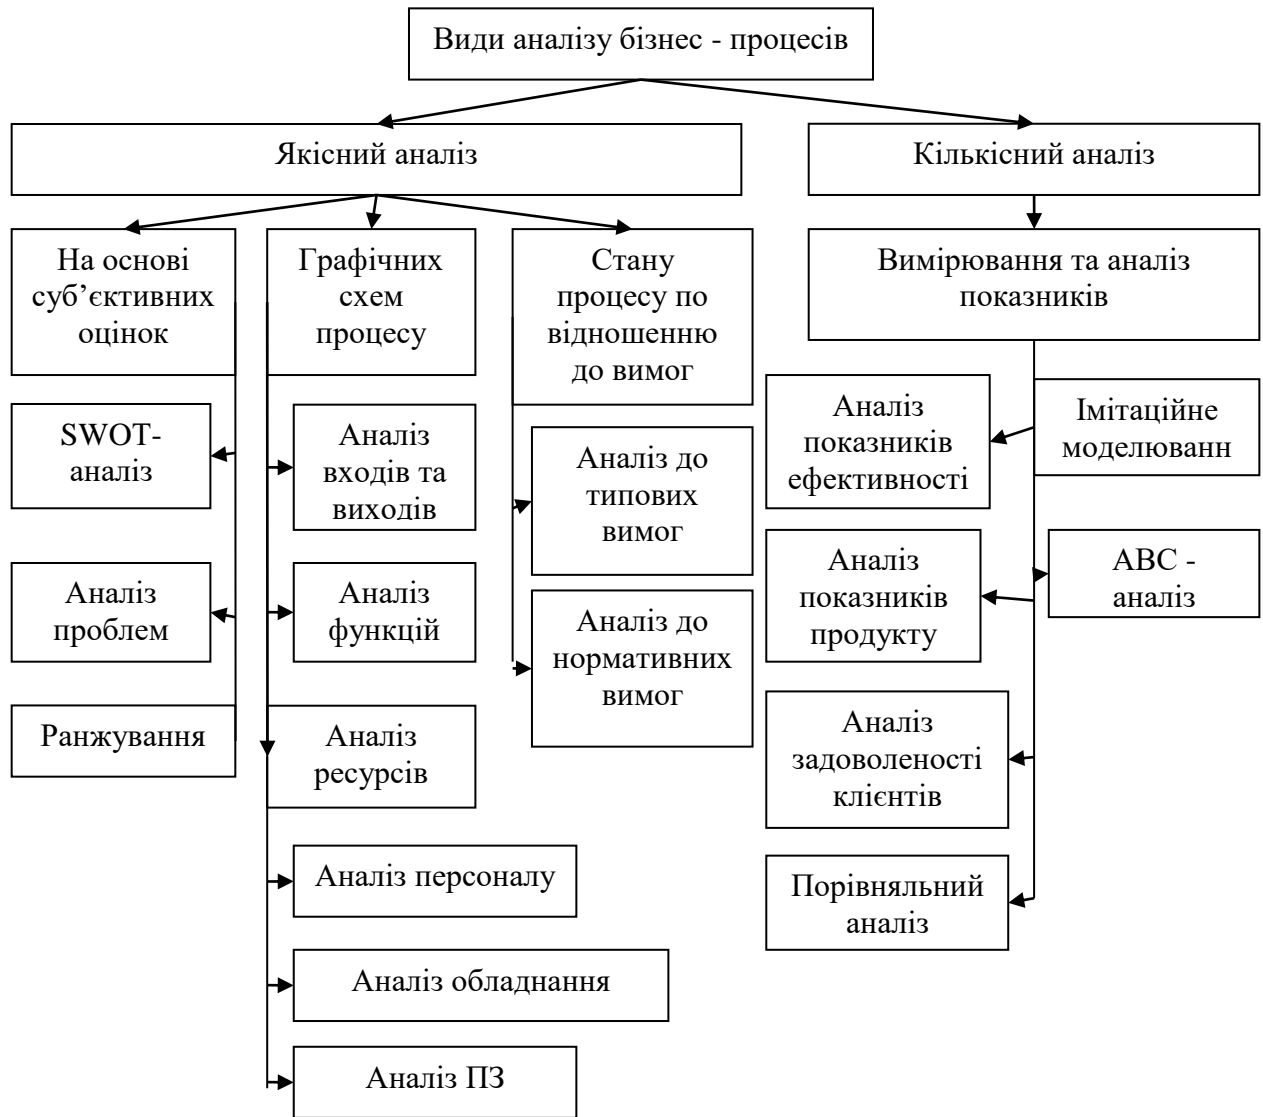 Види аналізу бізнес - процесів
Якісний аналіз
Кількісний аналіз
На основі
суб’єктивних
оцінок
Графічних
схем
процесу
Стану
процесу по
відношенню
до вимог
Вимірювання та аналіз
показників
SWOT-
аналіз
Аналіз
входів та
виходів
Аналіз до
типових
вимог
Аналіз
показників
ефективності
Імітаційне
моделюванн
Аналіз
проблем
Аналіз
функцій
Аналіз до
нормативних
вимог
Аналіз
показників
продукту
АВС -
аналіз
Ранжування
Аналіз
ресурсів
Аналіз
задоволеності
клієнтів
Аналіз персоналу
Порівняльний
аналіз
Аналіз обладнання
Аналіз ПЗ